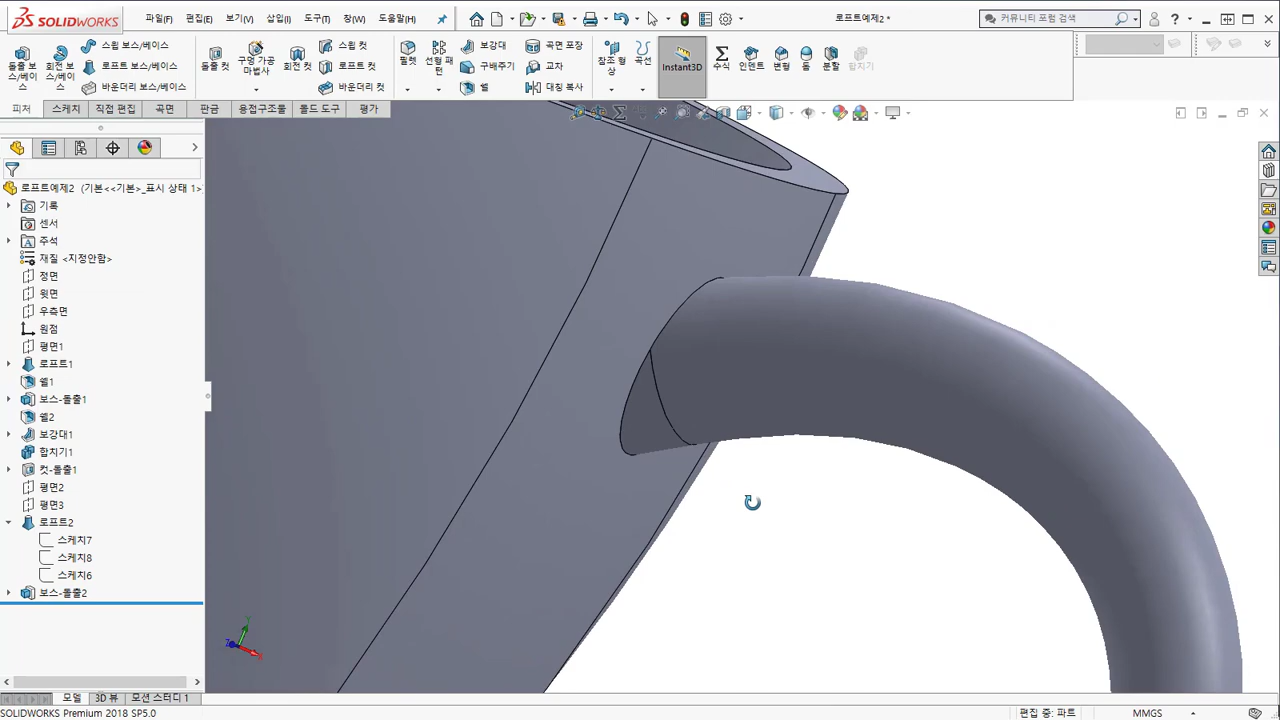 SOLIDWORKS
파일(F) 편집(E) 보기(V) 삽입(I) 도구(T) 창(W) 도움말(H)
로프트예제2 *
커뮤니티 포럼 검색
스윕 보스/베이스
로프트 보스/베이스
바운더리 보스/베이스
스윕 컷
로프트 컷
바운더리 컷
보강대
구배주기
쉘
곡면 포장
교차
대칭 복사
Instant3D
수식
인덴트
변형
돔
분할
합치기
회전 컷
필렛
곡선
피처 스케치 직접 편집 곡면 판금 용접구조물 몰드 도구 평가
로프트예제2 (기본<<기본>_표시 상태 1>)
기록
센서
주석
재질 <지정안함>
정면
윗면
우측면
원점
평면1
로프트1
쉘1
보스-돌출1
쉘2
보강대1
합치기1
컷-돌출1
평면2
평면3
로프트2
스케치7
스케치8
스케치6
보스-돌출2
모델 3D 뷰 모션 스터디 1
SOLIDWORKS Premium 2018 SP5.0
편집 중: 파트
MMGS